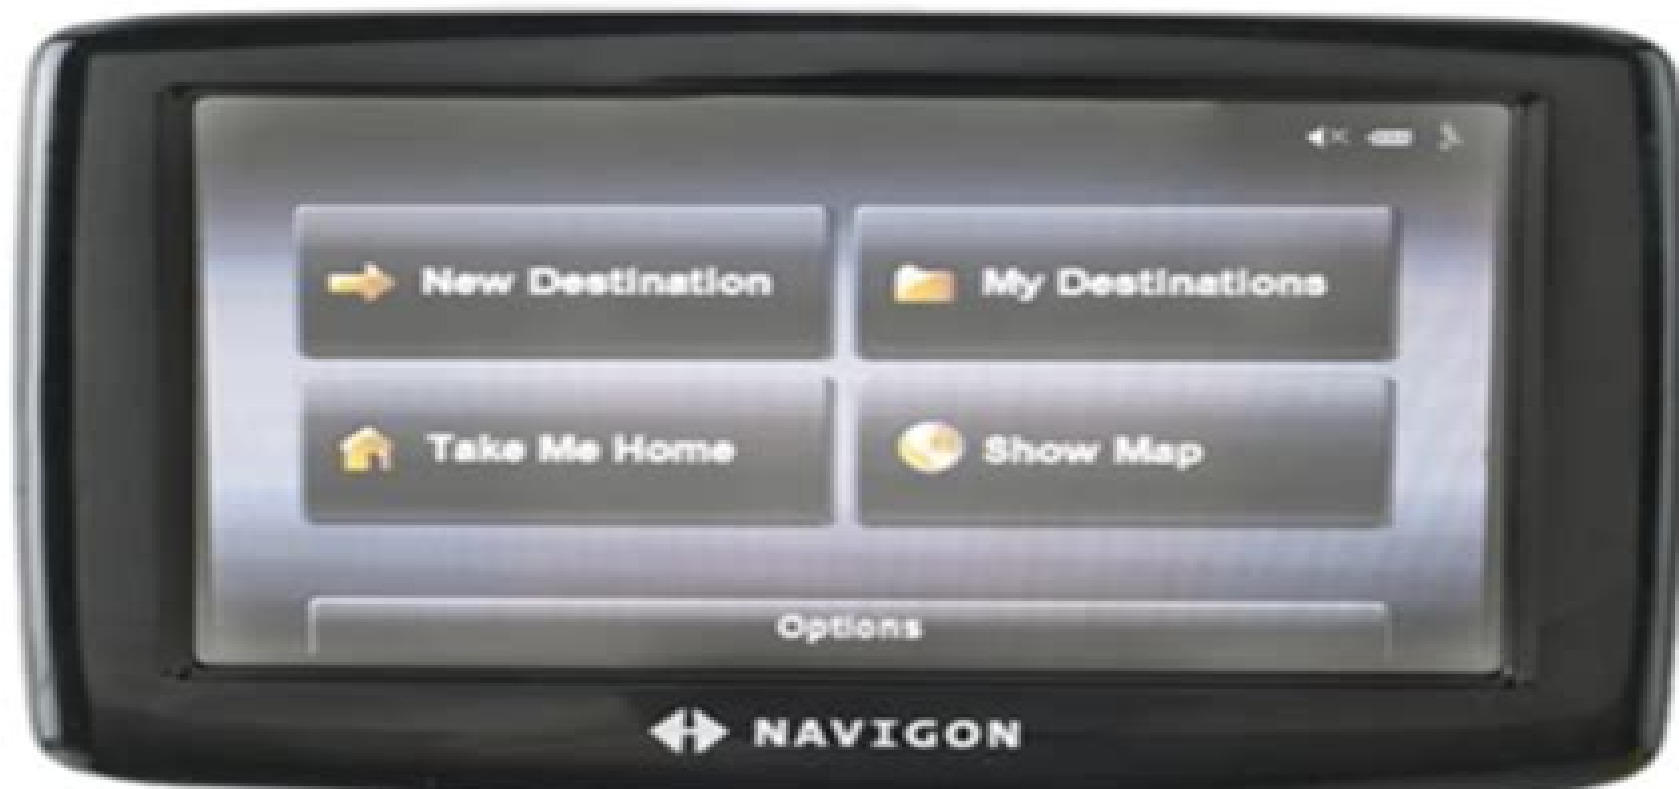 New Destination
My Destinations
Take Me Home
Show Map
Options
NAVIGON